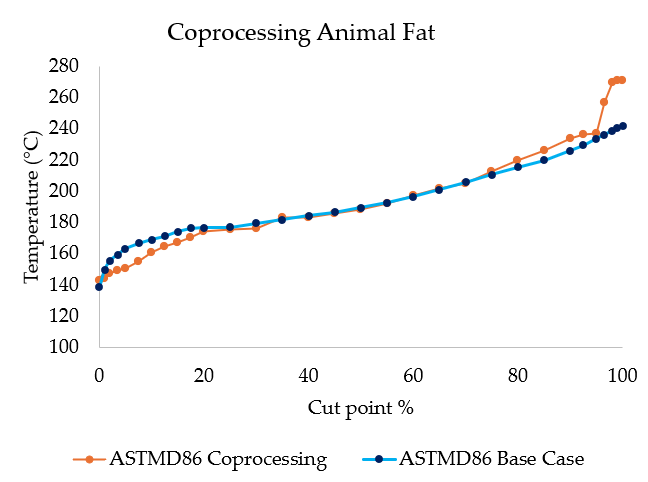 Coprocessing Animal Fat
280
260
240
220
200
180
160
140
120
100
Temperature (°C)
0 20 40 60 80 100
Cut point %
ASTMD86 Coprocessing ASTMD86 Base Case